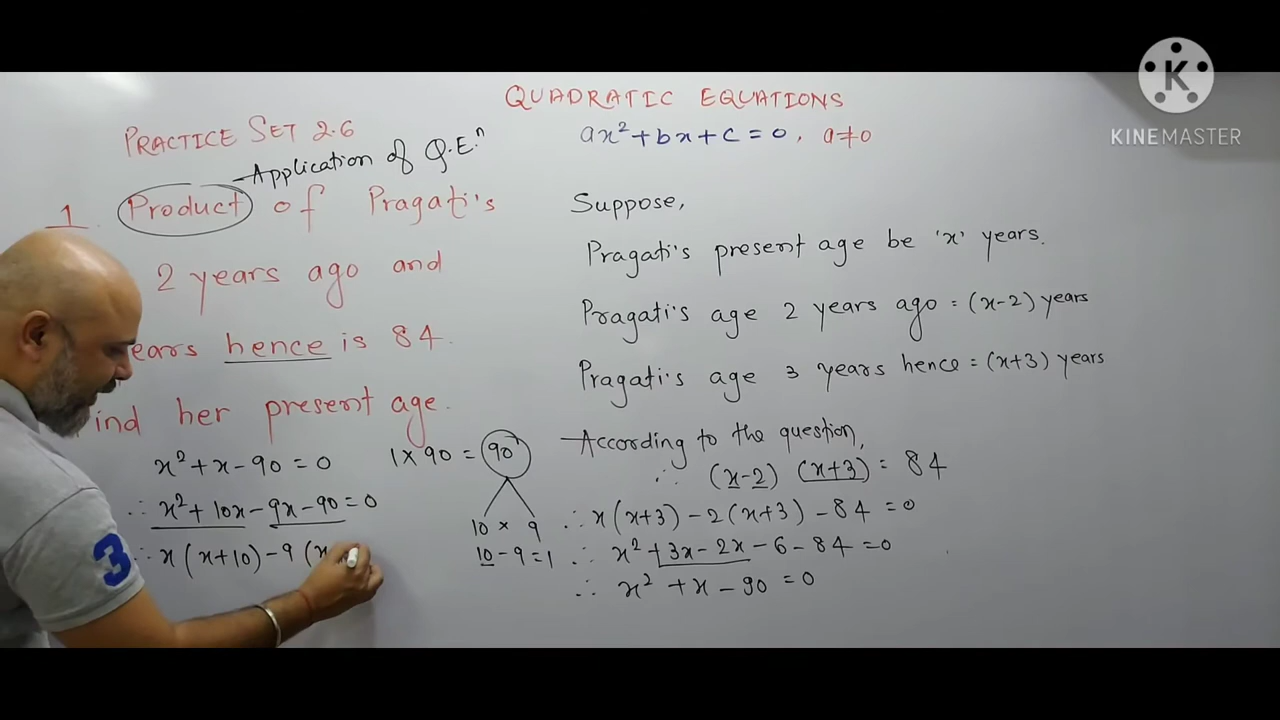 QUADRATIC EQUATIONS
ax²+bx+c=0, a≠0
PRACTICE SET 2.6
Application of Q.Eⁿ
1. Product of Pragati's
2 years ago and
ears hence is 84.
ind her present age.
x²+x-90=0
∴ x²+10x-9x-90=0
∴ x(x+10)-9(x
1×90=90
10×9
10-9=1
Suppose,
Pragati's present age be 'x' years.
Pragati's age 2 years ago = (x-2) years
Pragati's age 3 years hence = (x+3) years
According to the question,
∴ (x-2) (x+3) = 84
∴ x(x+3)-2(x+3)-84=0
∴ x²+3x-2x-6-84=0
∴ x²+x-90=0
3
K
KINEMASTER